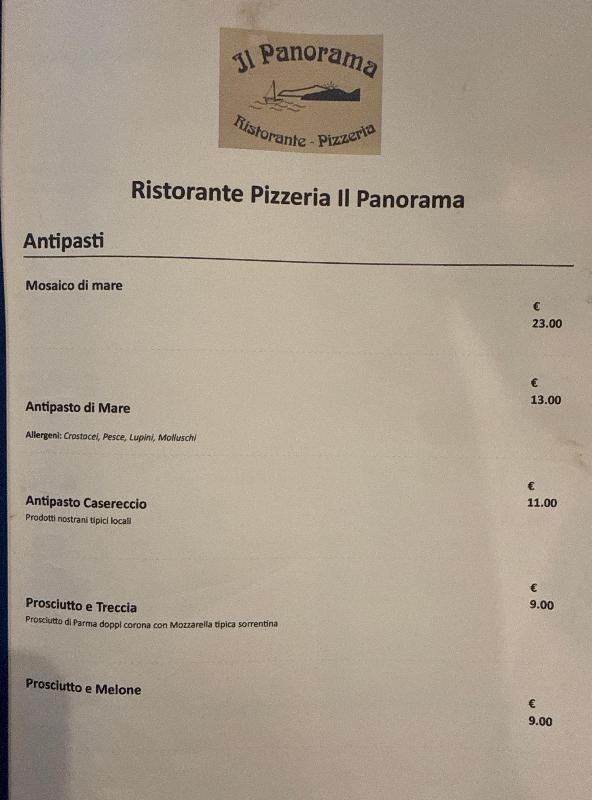 Il Panorama
Ristorante - Pizzeria
Ristorante Pizzeria Il Panorama
Antipasti
Mosaico di mare
€
23.00
€
13.00
Antipasto di Mare
Allergeni: Crostacei, Pesce, Lupini, Molluschi
€
11.00
Antipasto Casereccio
Prodotti nostrani tipici locali
€
9.00
Prosciutto e Treccia
Prosciutto di Parma doppl corona con Mozzarella tipica sorrentina
Prosciutto e Melone
€
9.00